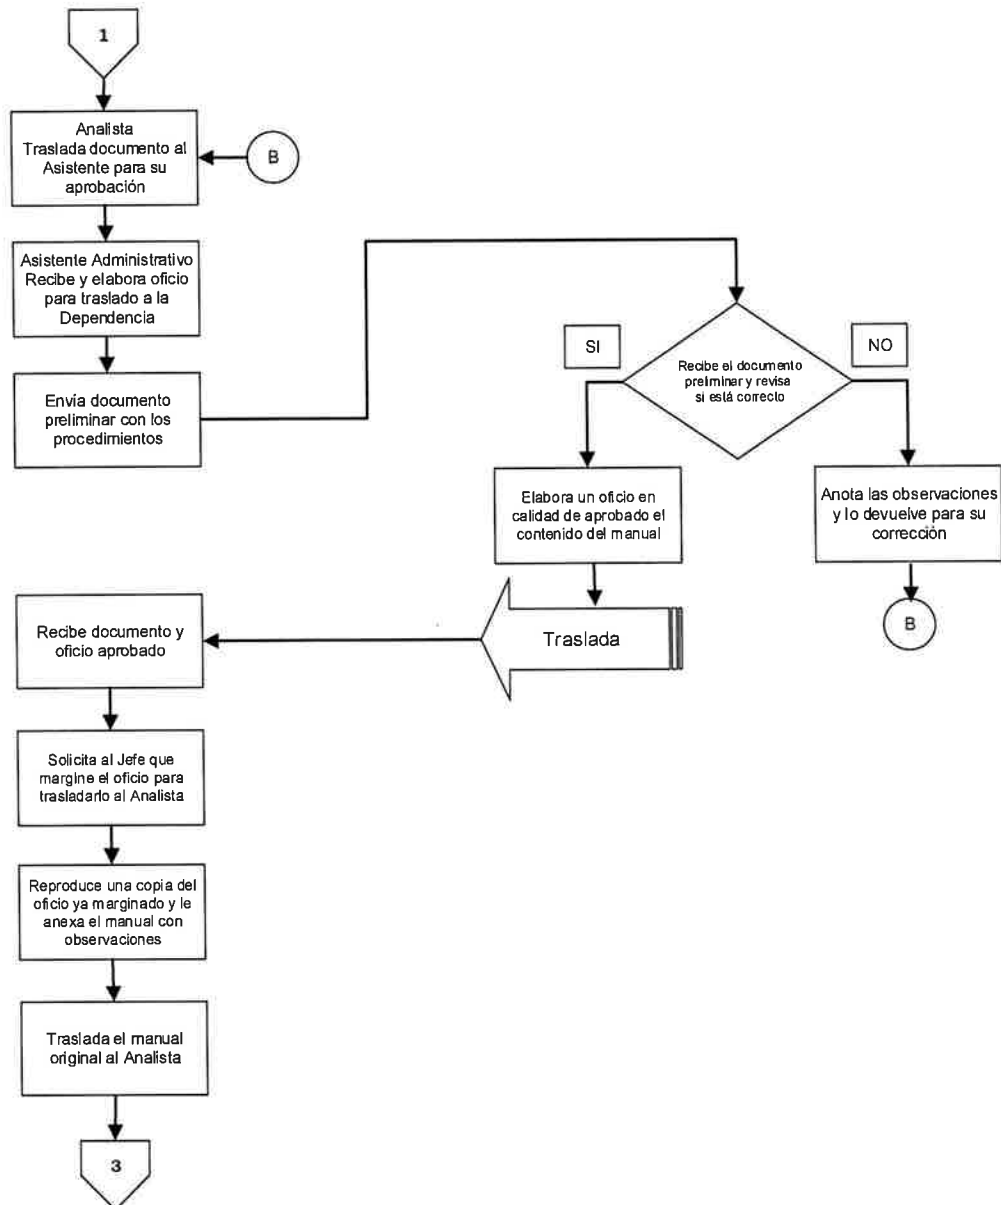 1
Analista
Traslada documento al
Asistente para su
aprobación
B
Asistente Administrativo
Recibe y elabora oficio
para traslado a la
Dependencia
Envía documento
preliminar con los
procedimientos
SI
NO
Recibe el documento
preliminar y revisa
si está correcto
Elabora un oficio en
calidad de aprobado el
contenido del manual
Anota las observaciones
y lo devuelve para su
corrección
B
Traslada
Recibe documento y
oficio aprobado
Solicita al Jefe que
margine el oficio para
trasladarlo al Analista
Reproduce una copia del
oficio ya marginado y le
anexa el manual con
observaciones
Traslada el manual
original al Analista
3